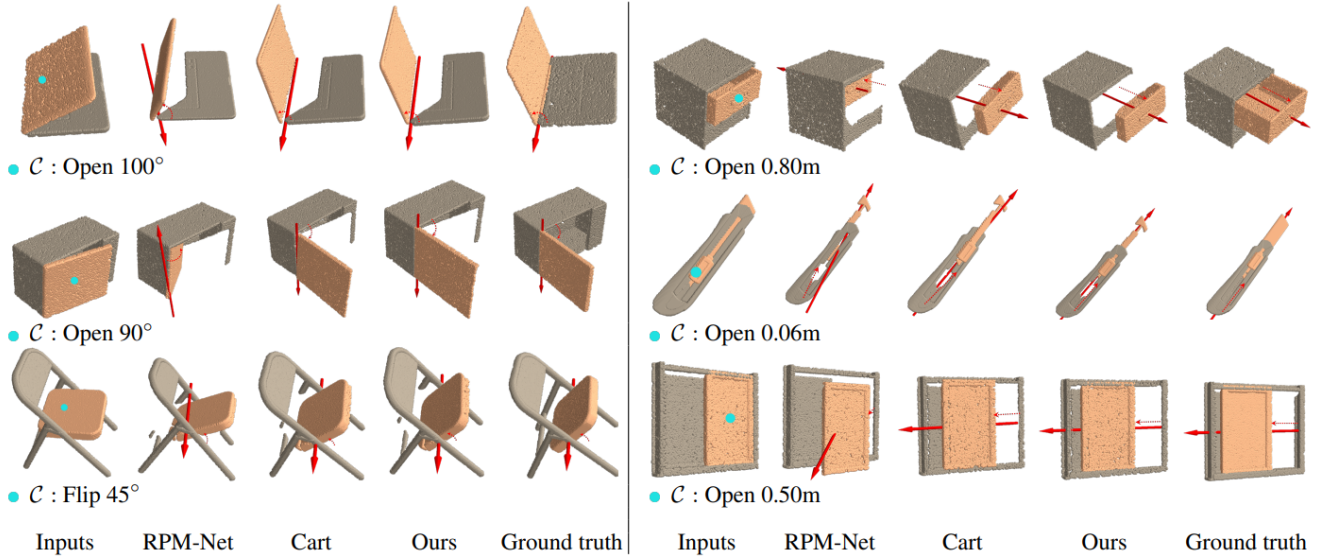 𝒞 : Open 100°
𝒞 : Open 0.80m
𝒞 : Open 90°
𝒞 : Open 0.06m
𝒞 : Flip 45°
𝒞 : Open 0.50m
Inputs RPM-Net Cart Ours Ground truth Inputs RPM-Net Cart Ours Ground truth